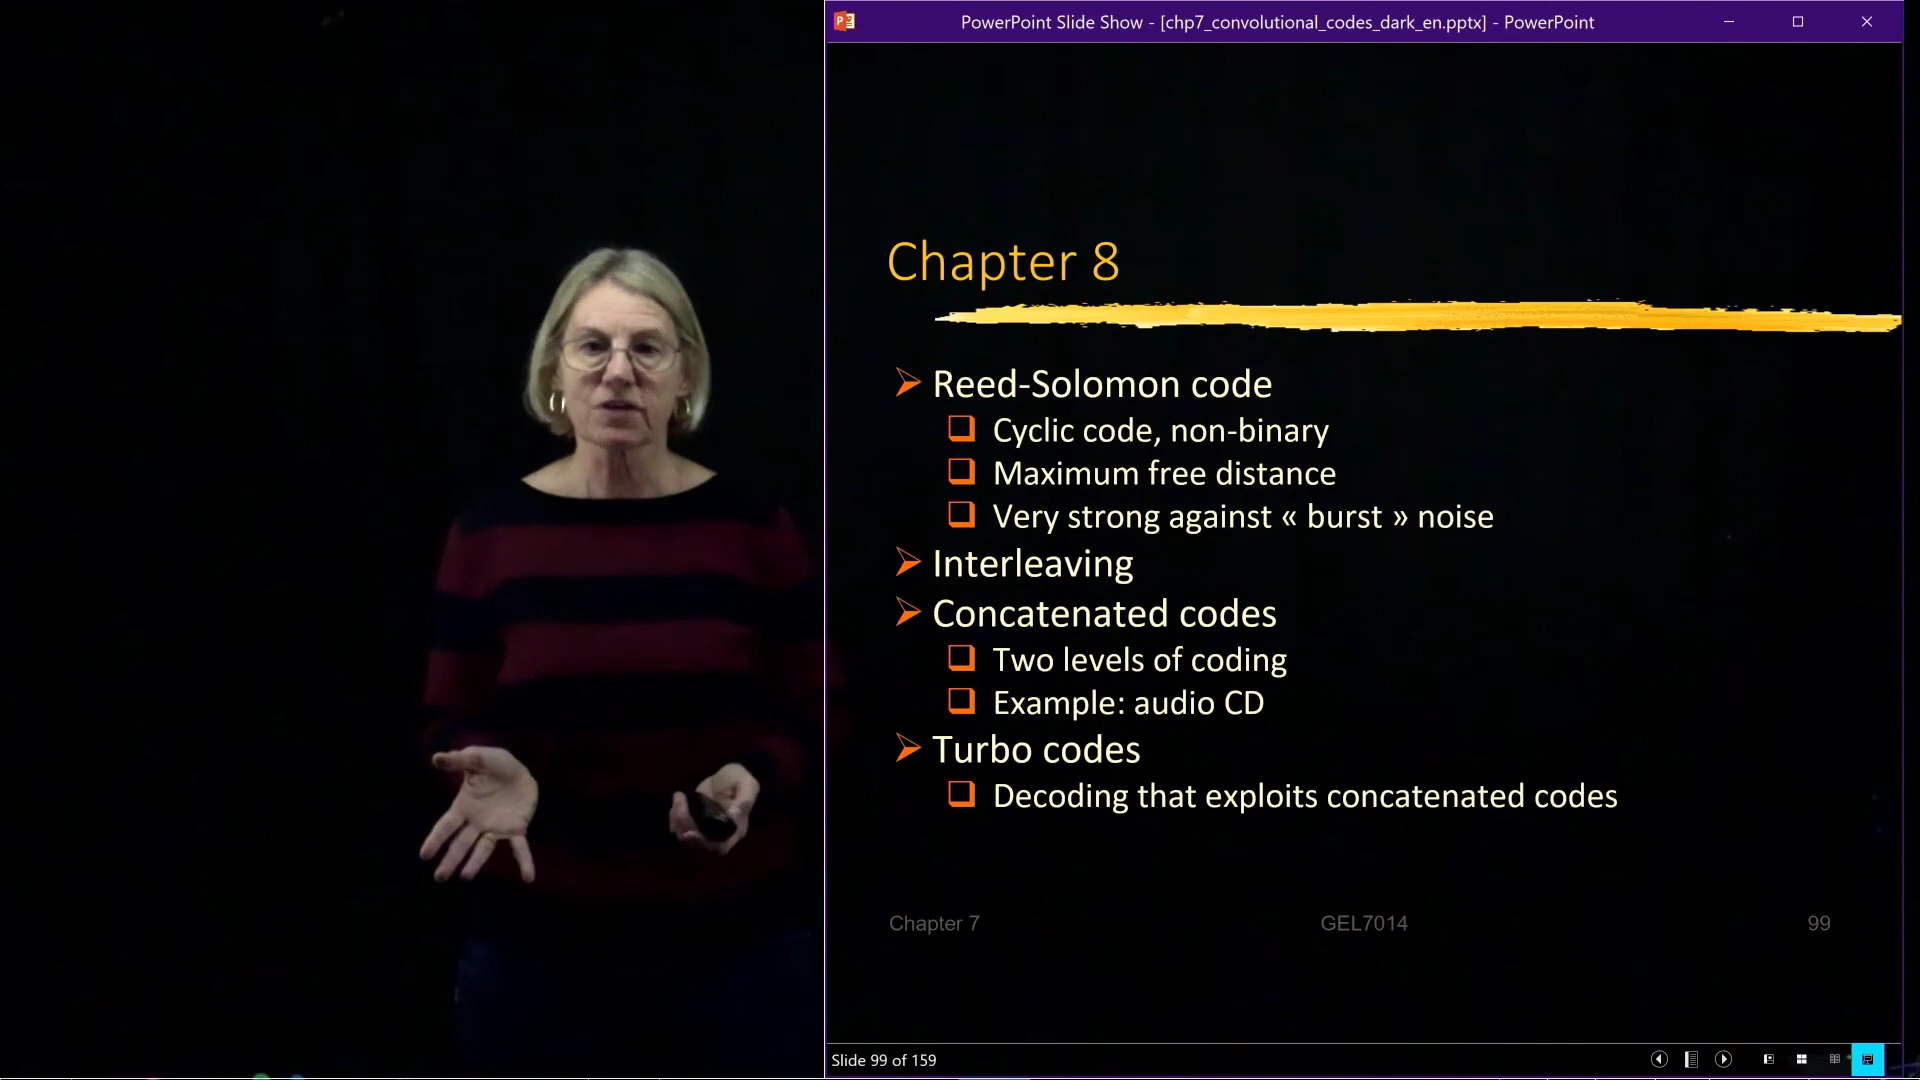 PowerPoint Slide Show - [chp7_convolutional_codes_dark_en.pptx] - PowerPoint
Chapter 8
Reed-Solomon code
Cyclic code, non-binary
Maximum free distance
Very strong against « burst » noise
Interleaving
Concatenated codes
Two levels of coding
Example: audio CD
Turbo codes
Decoding that exploits concatenated codes
Chapter 7 GEL7014 99
Slide 99 of 159